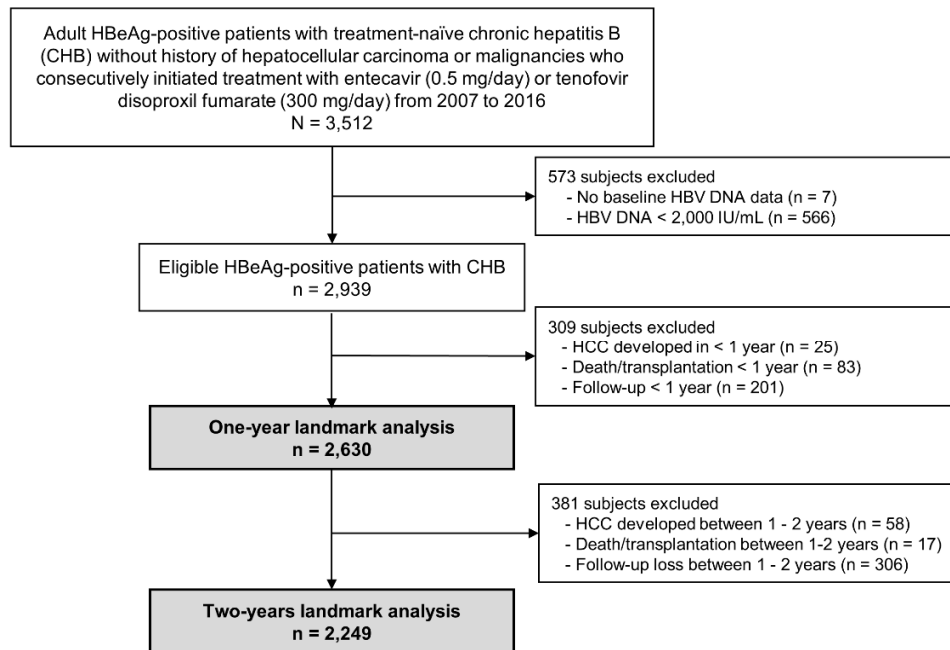 Adult HBeAg-positive patients with treatment-naïve chronic hepatitis B
(CHB) without history of hepatocellular carcinoma or malignancies who
consecutively initiated treatment with entecavir (0.5 mg/day) or tenofovir
disoproxil fumarate (300 mg/day) from 2007 to 2016
N = 3,512
573 subjects excluded
- No baseline HBV DNA data (n = 7)
- HBV DNA < 2,000 IU/mL (n = 566)
Eligible HBeAg-positive patients with CHB
n = 2,939
309 subjects excluded
- HCC developed in < 1 year (n = 25)
- Death/transplantation < 1 year (n = 83)
- Follow-up < 1 year (n = 201)
One-year landmark analysis
n = 2,630
381 subjects excluded
- HCC developed between 1 - 2 years (n = 58)
- Death/transplantation between 1-2 years (n = 17)
- Follow-up loss between 1 - 2 years (n = 306)
Two-years landmark analysis
n = 2,249